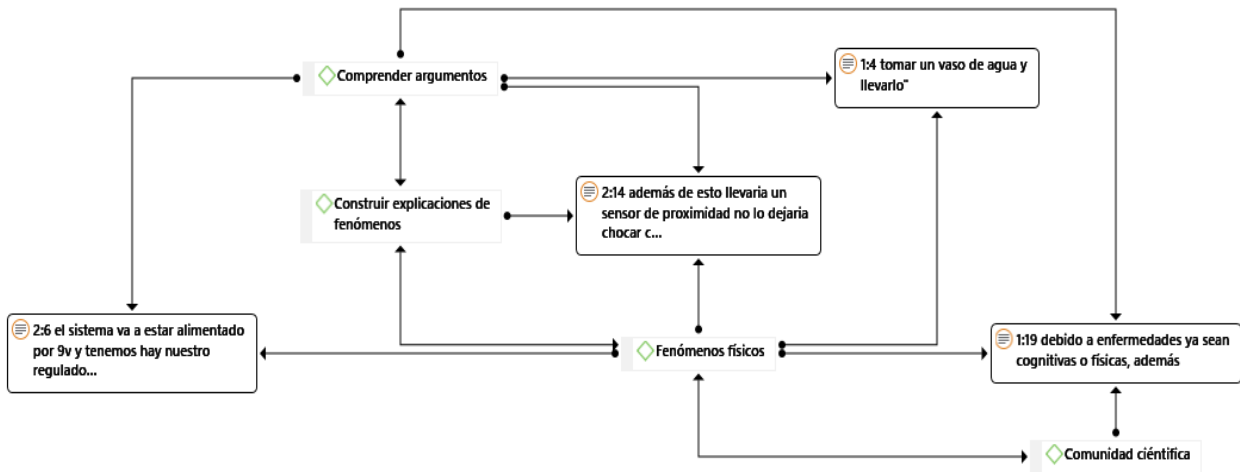 Comprender argumentos
1:4 tomar un vaso de agua y
llevarlo¨
Construir explicaciones de
fenómenos
2:14 además de esto llevaria un
sensor de proximidad no lo dejaria
chocar c...
2:6 el sistema va a estar alimentado
por 9v y tenemos hay nuestro
regulado...
Fenómenos físicos
1:19 debido a enfermedades ya sean
cognitivas o físicas, además
Comunidad ciéntifica